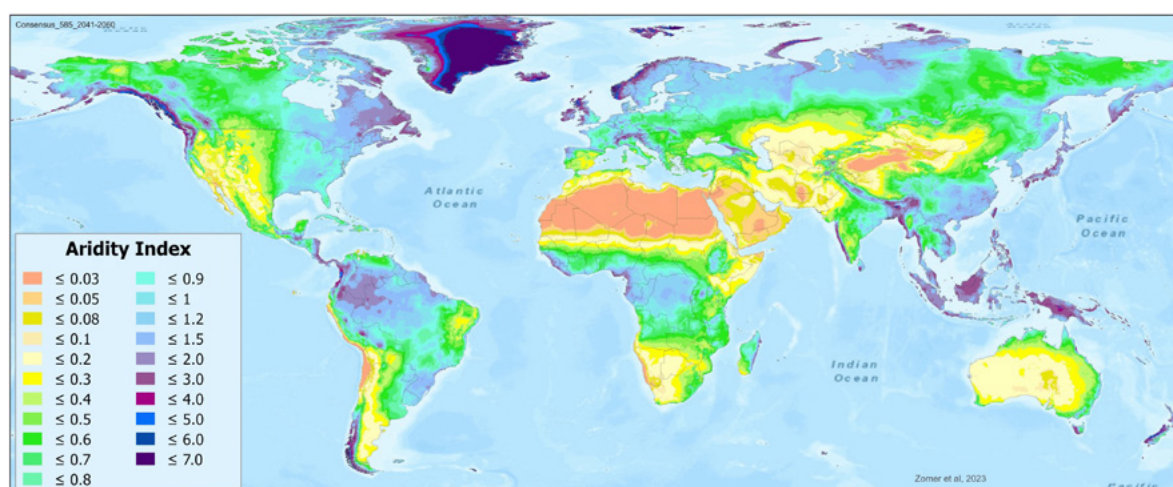 Consensus_585_2041-2060
Atlantic
Ocean
Pacific
Ocean
Indian
Ocean
Aridity Index
≤ 0.03
≤ 0.05
≤ 0.08
≤ 0.1
≤ 0.2
≤ 0.3
≤ 0.4
≤ 0.5
≤ 0.6
≤ 0.7
≤ 0.8
≤ 0.9
≤ 1
≤ 1.2
≤ 1.5
≤ 2.0
≤ 3.0
≤ 4.0
≤ 5.0
≤ 6.0
≤ 7.0
Zomer et al, 2023
Pacific